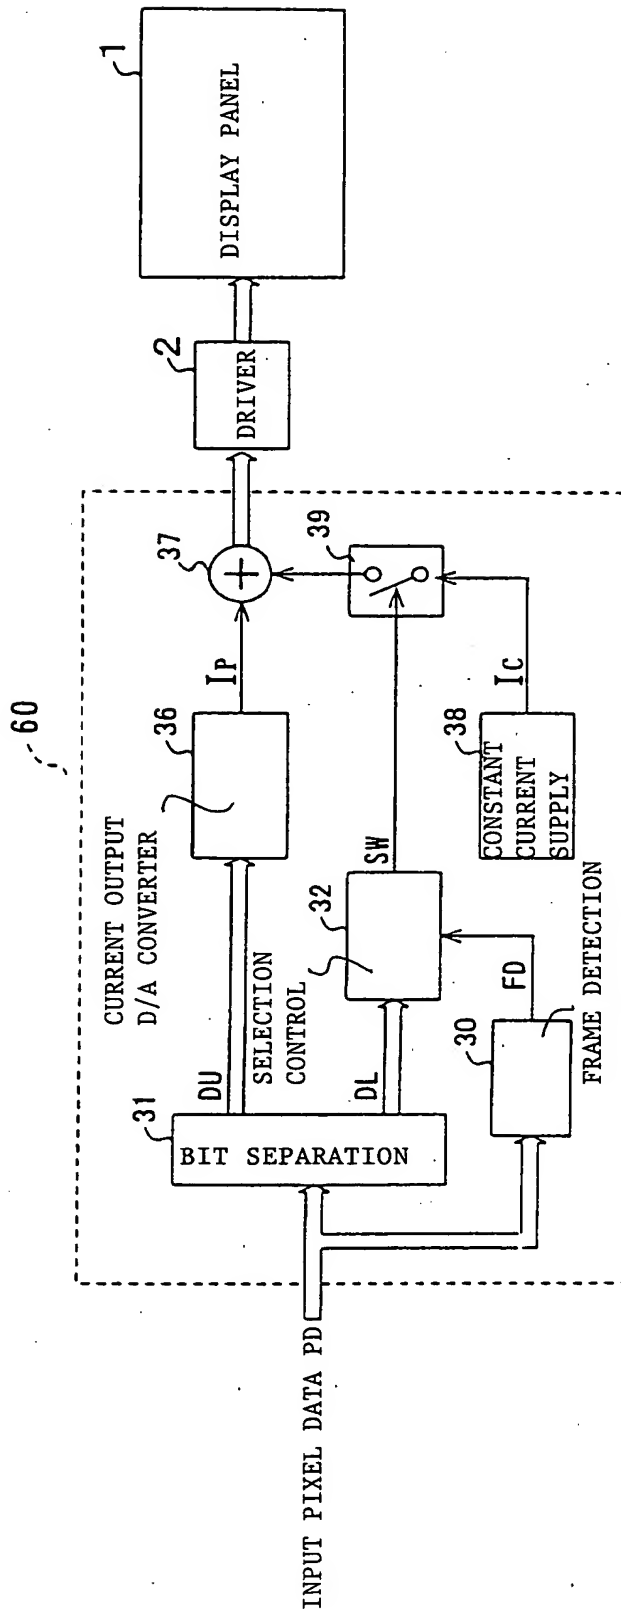 60
INPUT PIXEL DATA PD
31
BIT SEPARATION
DU
DL
CURRENT OUTPUT
D/A CONVERTER
36
SELECTION
CONTROL
32
30
FD
FRAME DETECTION
SW
IP
37
+
39
38
CONSTANT
CURRENT
SUPPLY
IC
2
DRIVER
1
DISPLAY PANEL